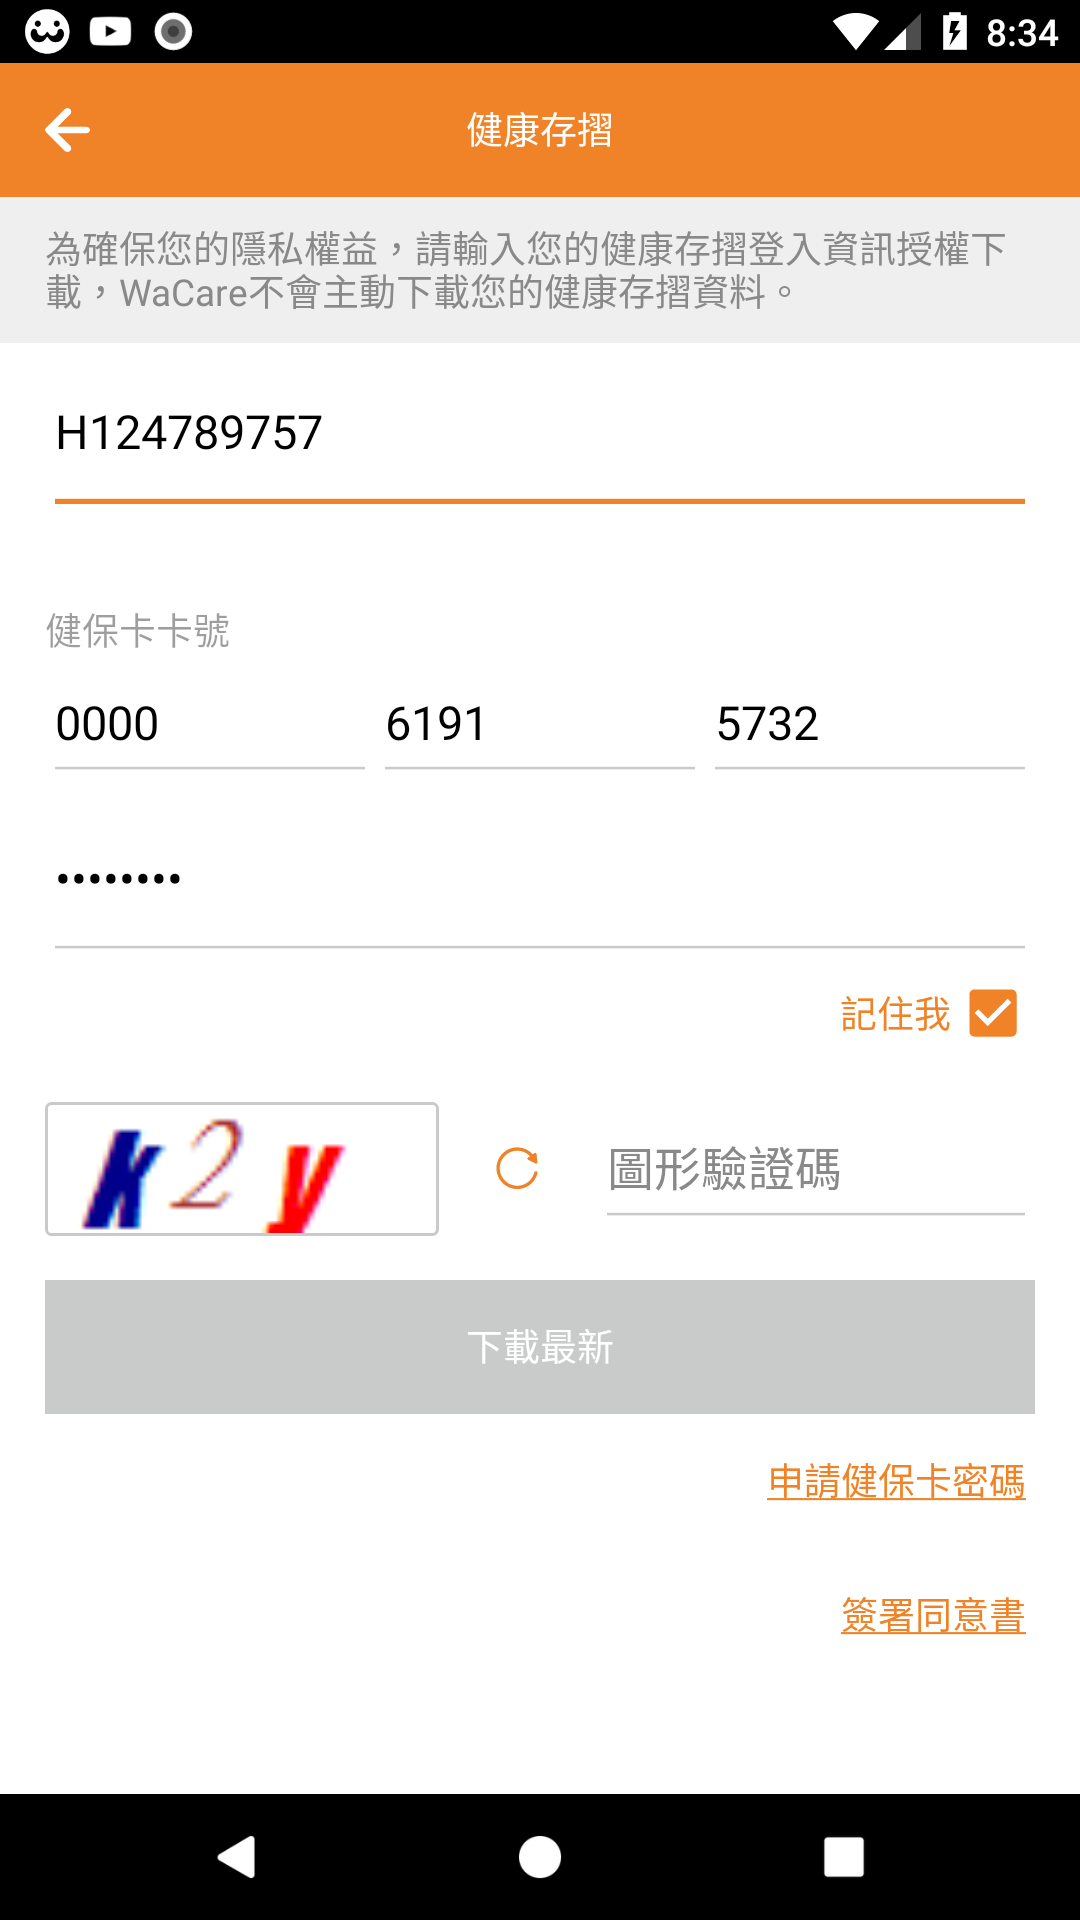 8:34
健康存摺
為確保您的隱私權益，請輸入您的健康存摺登入資訊授權下
載，WaCare不會主動下載您的健康存摺資料。
H124789757
健保卡卡號
0000 6191 5732
••••••••
記住我
k2y
圖形驗證碼
下載最新
申請健保卡密碼
簽署同意書